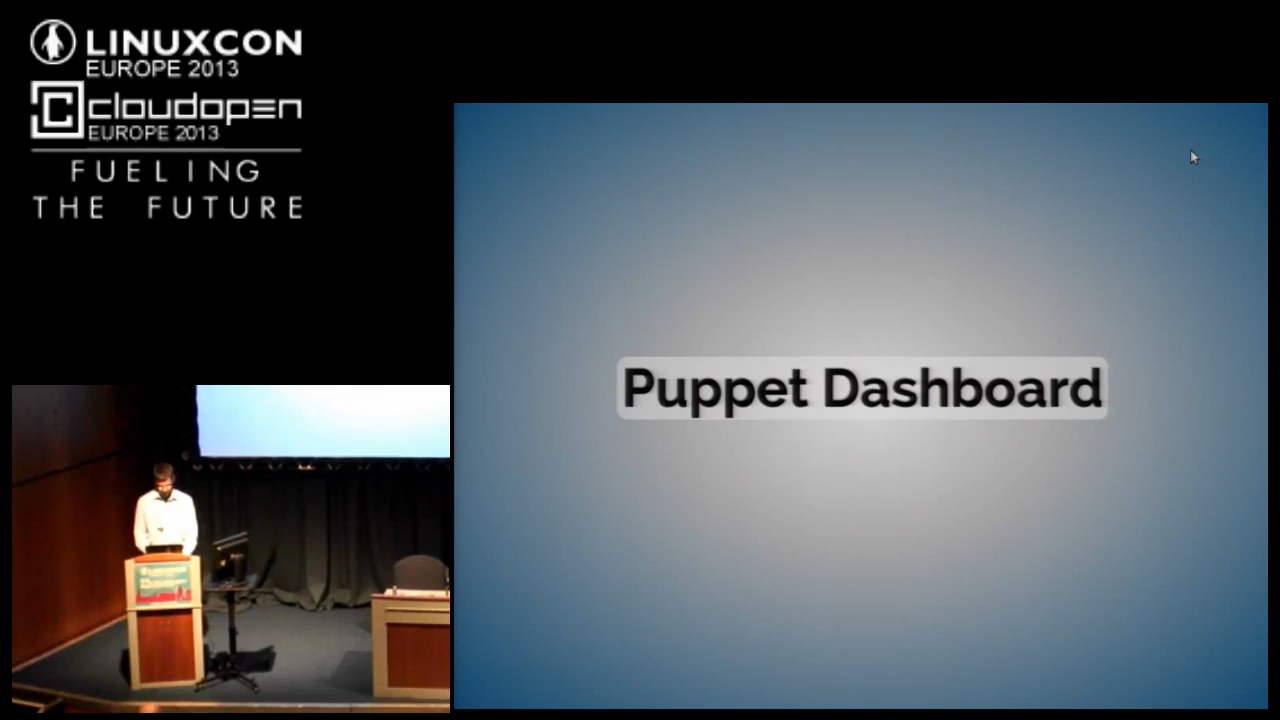 LINUXCON
EUROPE 2013
cloudopen
EUROPE 2013
FUELING
THE FUTURE
Puppet Dashboard